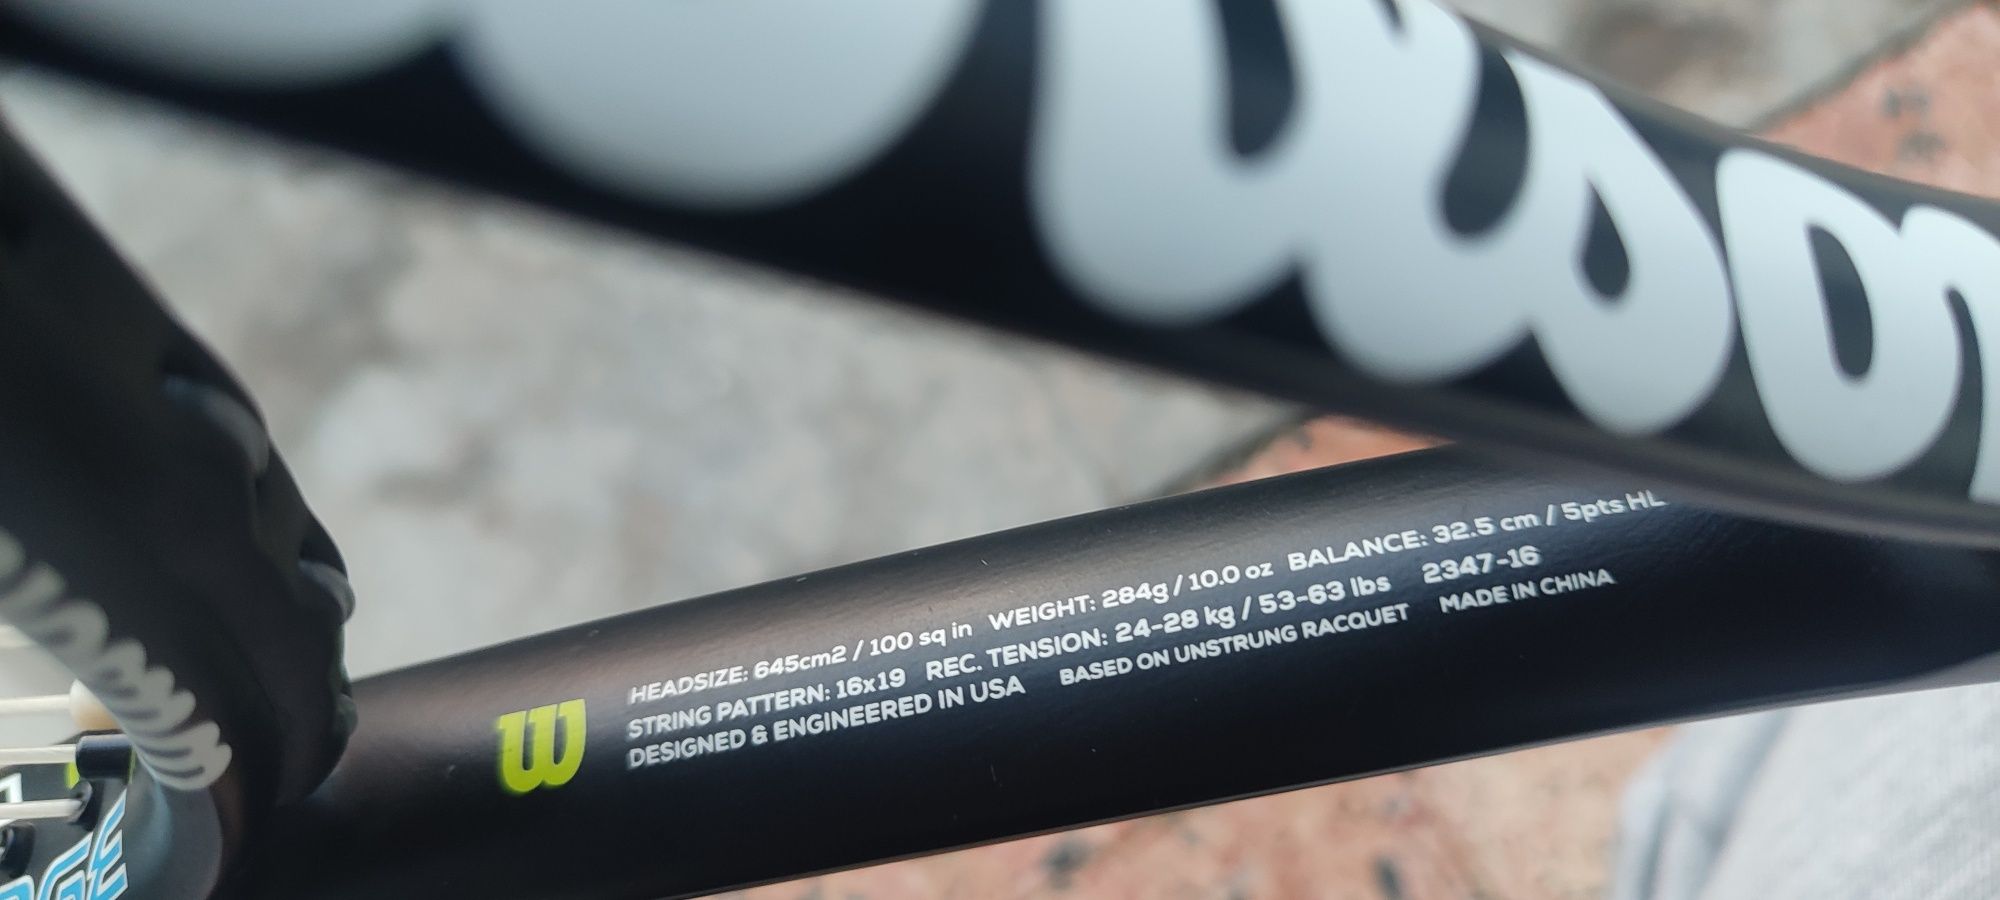 HEADSIZE: 645cm2 / 100 sq in WEIGHT: 284g / 10.0 oz BALANCE: 32.5 cm / 5pts HL
STRING PATTERN: 16x19 REC. TENSION: 24-28 kg / 53-63 lbs 2347-16
DESIGNED & ENGINEERED IN USA BASED ON UNSTRUNG RACQUET MADE IN CHINA
W